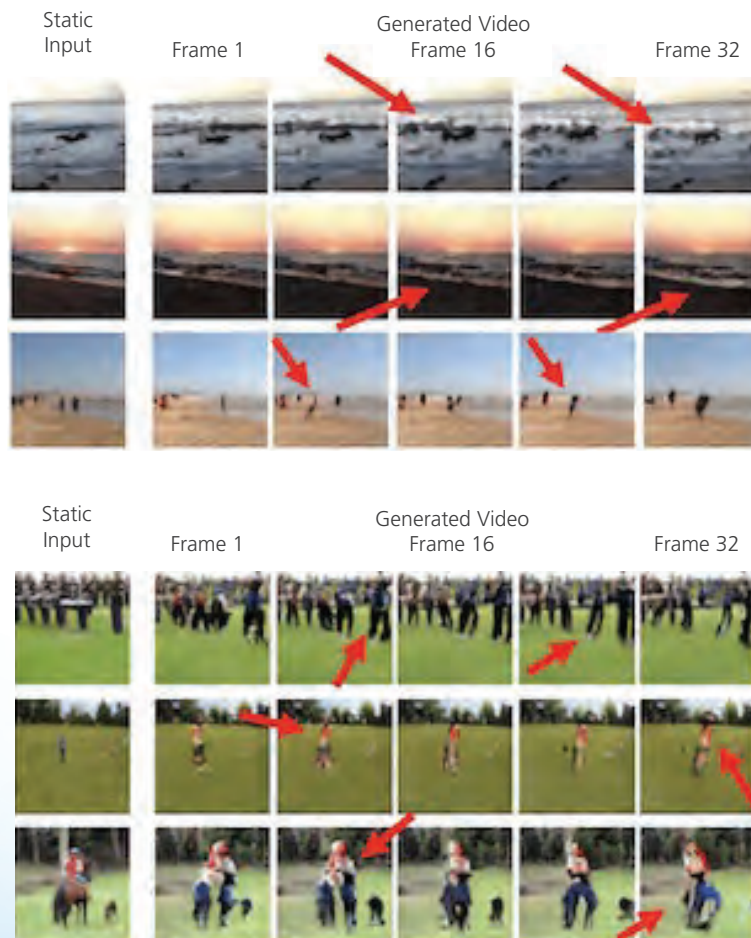 Static
Input
Generated Video
Frame 1
Frame 16
Frame 32
Static
Input
Generated Video
Frame 1
Frame 16
Frame 32